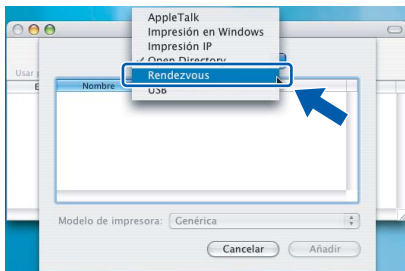 AppleTalk
Impresión en Windows
Impresión IP
✓ Open Directory
Rendezvous
USB
Usar
Nombre
Modelo de impresora: Genérica
Cancelar Añadir